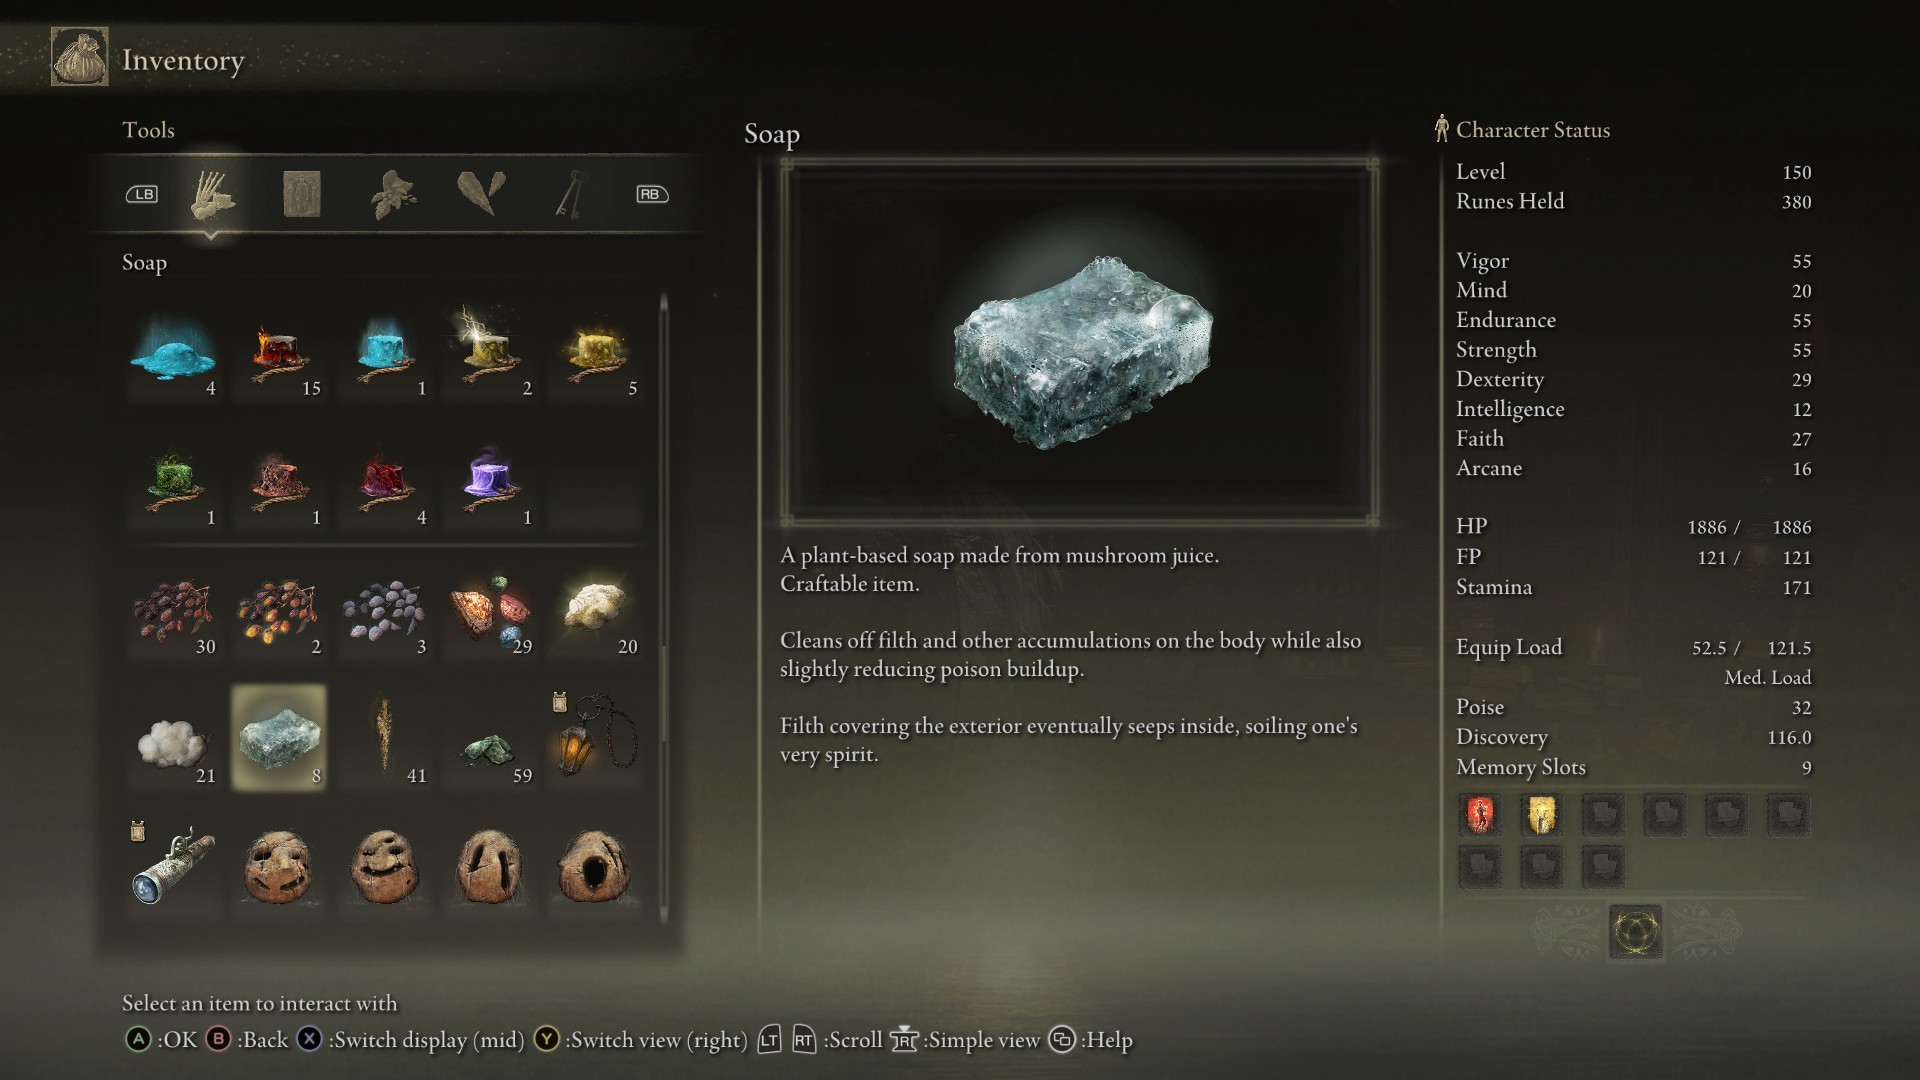 Inventory
Tools
LB
RB
Soap
4
15
1
2
5
1
1
4
1
30
2
3
29
20
21
8
41
59
Soap
A plant-based soap made from mushroom juice.
Craftable item.
Cleans off filth and other accumulations on the body while also
slightly reducing poison buildup.
Filth covering the exterior eventually seeps inside, soiling one's
very spirit.
Character Status
Level 150
Runes Held 380
Vigor 55
Mind 20
Endurance 55
Strength 55
Dexterity 29
Intelligence 12
Faith 27
Arcane 16
HP 1886 / 1886
FP 121 / 121
Stamina 171
Equip Load 52.5 / 121.5
Med. Load
Poise 32
Discovery 116.0
Memory Slots 9
Select an item to interact with
A :OK B :Back X :Switch display (mid) Y :Switch view (right) LT RT :Scroll R :Simple view :Help